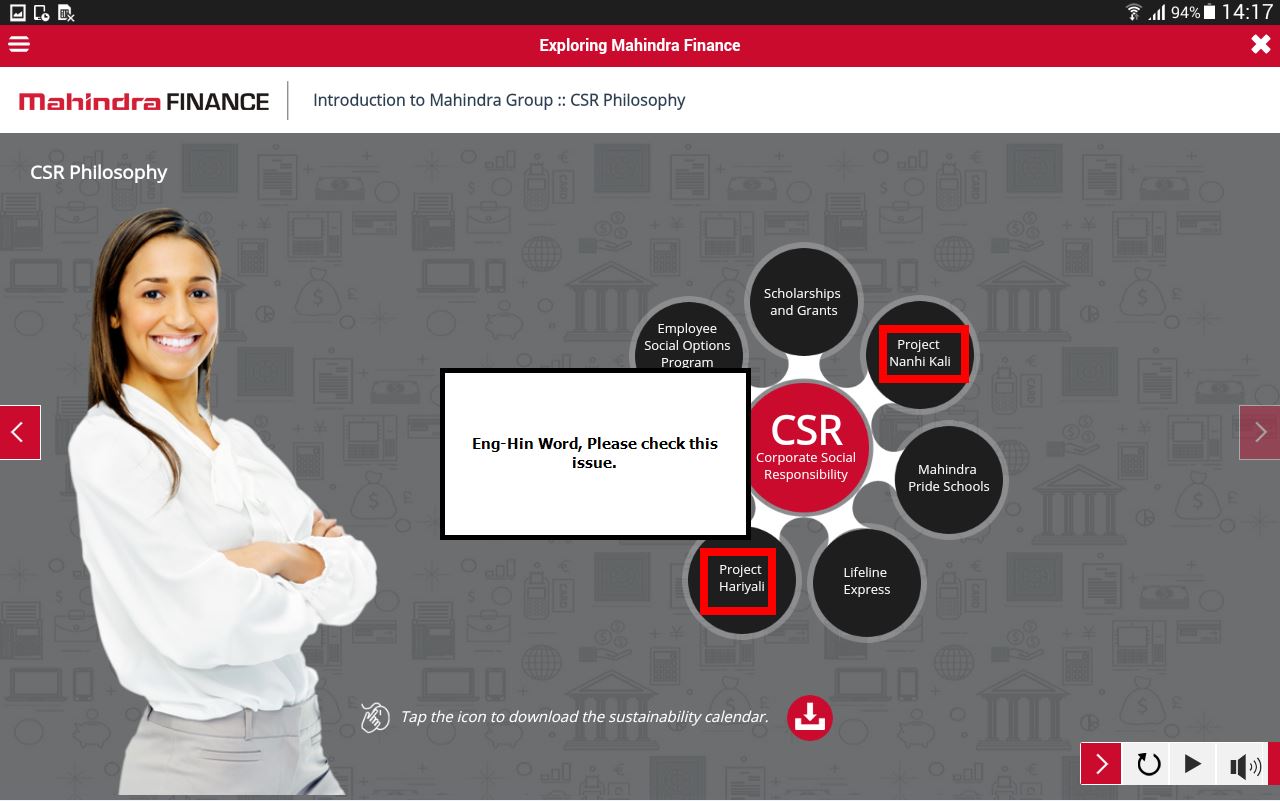 94% 14:17
Exploring Mahindra Finance
Mahindra FINANCE
Introduction to Mahindra Group :: CSR Philosophy
CSR Philosophy
Scholarships
and Grants
Employee
Social Options
Program
Project
Nanhi Kali
Eng-Hin Word, Please check this
issue.
CSR
Corporate Social
Responsibility
Mahindra
Pride Schools
Project
Hariyali
Lifeline
Express
Tap the icon to download the sustainability calendar.